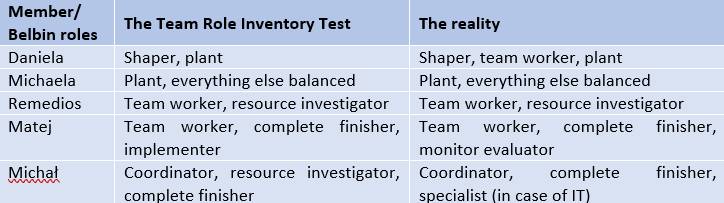 Member/ Belbin roles | The Team Role Inventory Test | The reality
Daniela | Shaper, plant | Shaper, team worker, plant
Michaela | Plant, everything else balanced | Plant, everything else balanced
Remedios | Team worker, resource investigator | Team worker, resource investigator
Matej | Team worker, complete finisher, implementer | Team worker, complete finisher, monitor evaluator
Michał | Coordinator, resource investigator, complete finisher | Coordinator, complete finisher, specialist (in case of IT)